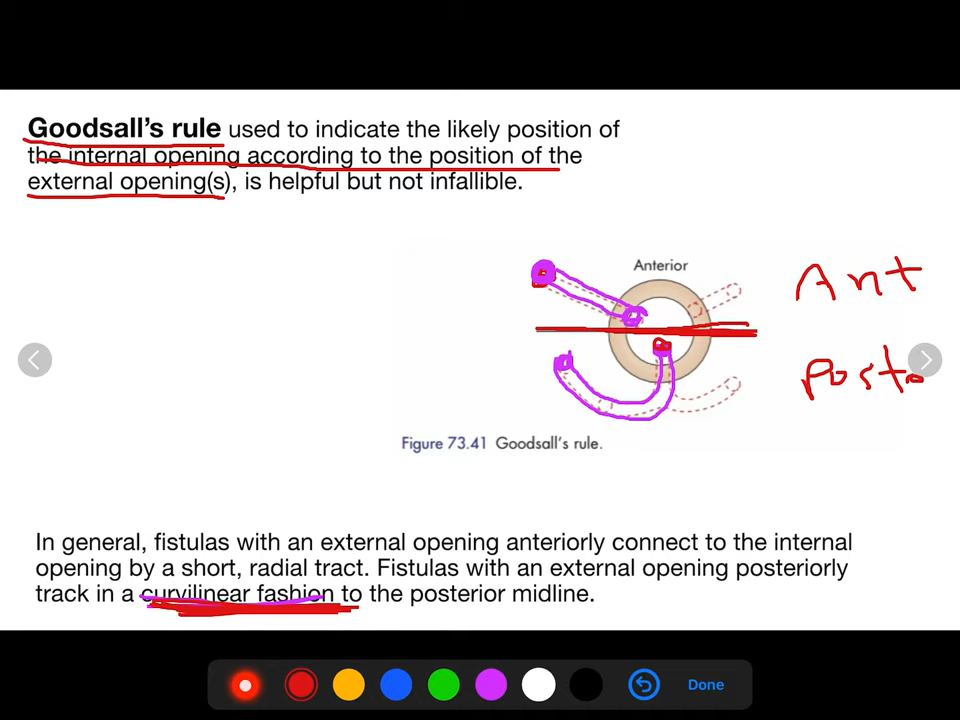 Goodsall's rule used to indicate the likely position of
the internal opening according to the position of the
external opening(s), is helpful but not infallible.
Anterior
Ant
Posto
Figure 73.41 Goodsall's rule.
In general, fistulas with an external opening anteriorly connect to the internal
opening by a short, radial tract. Fistulas with an external opening posteriorly
track in a curvilinear fashion to the posterior midline.
Done